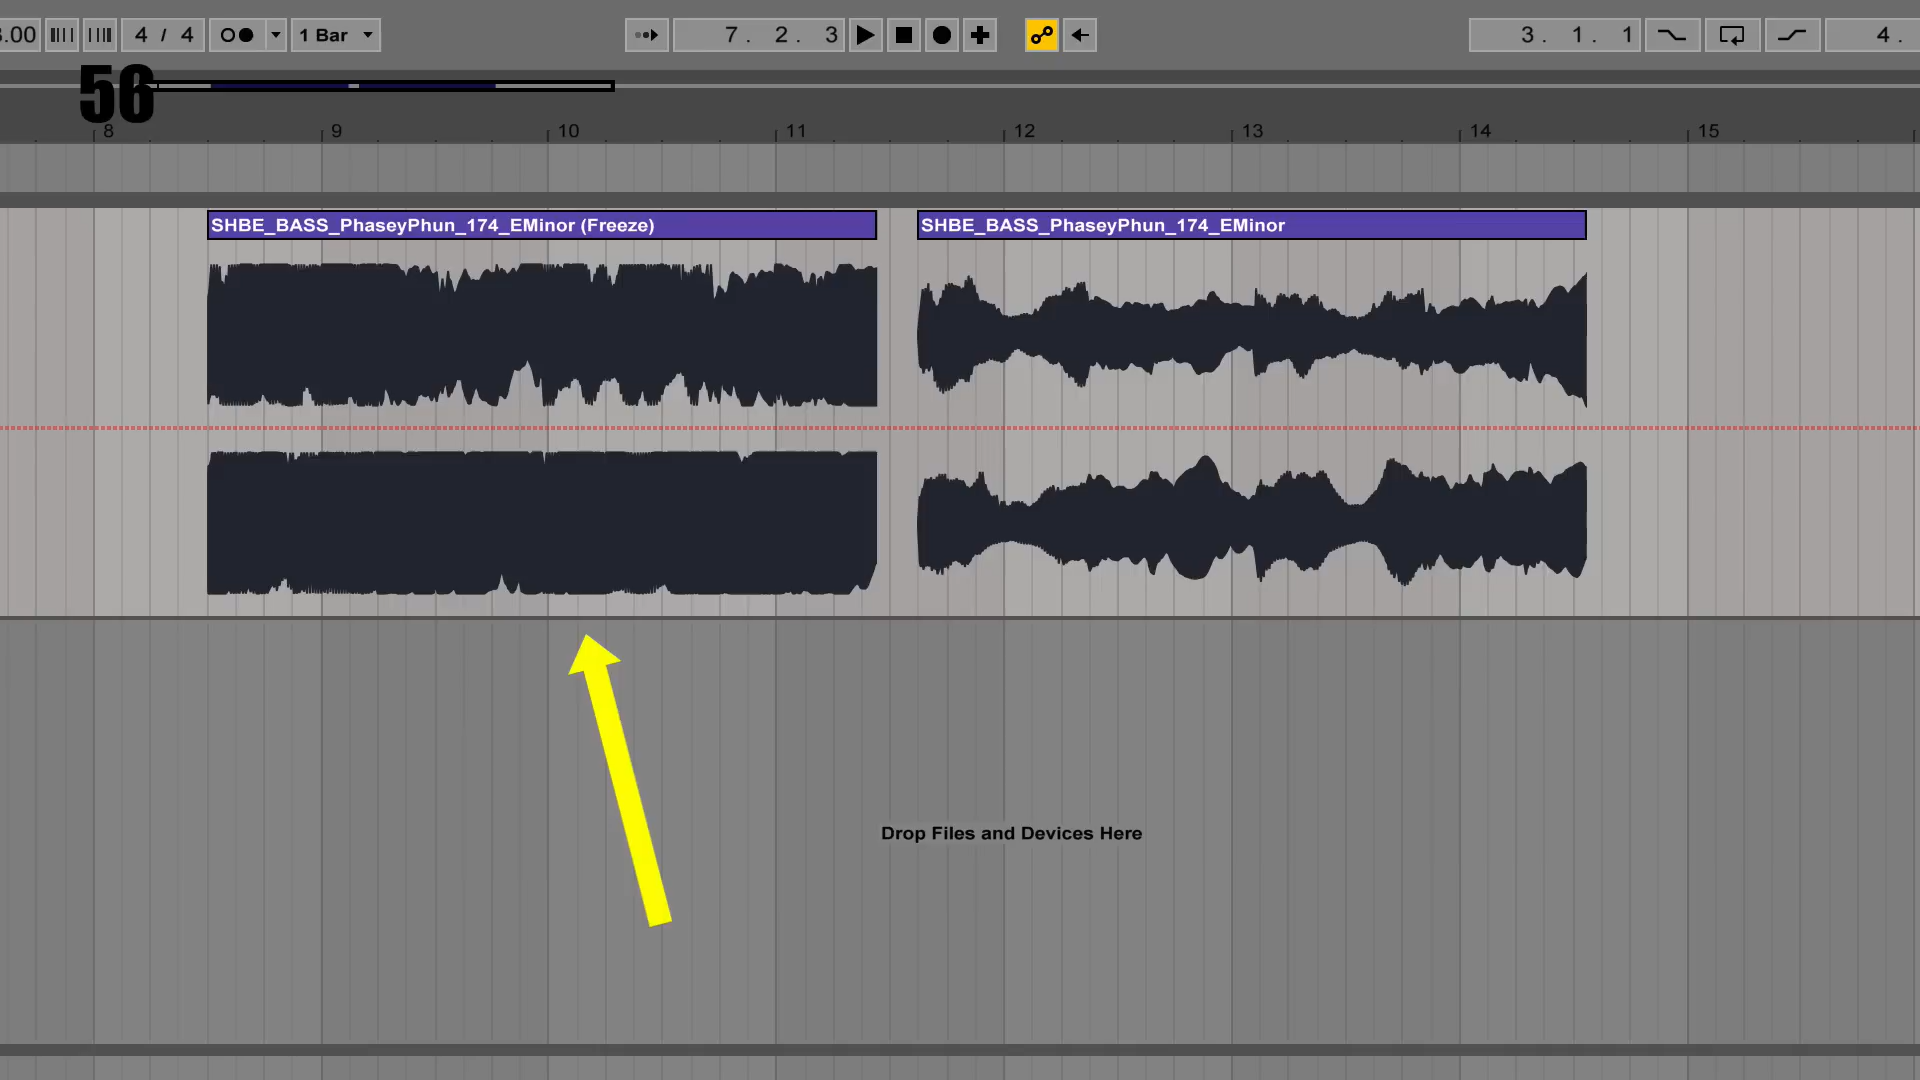 3.00 4 / 4 1 Bar 7. 2. 3 3. 1. 1 4.
56
8 9 10 11 12 13 14 15
SHBE_BASS_PhaseyPhun_174_EMinor (Freeze) SHBE_BASS_PhaseyPhun_174_EMinor
Drop Files and Devices Here